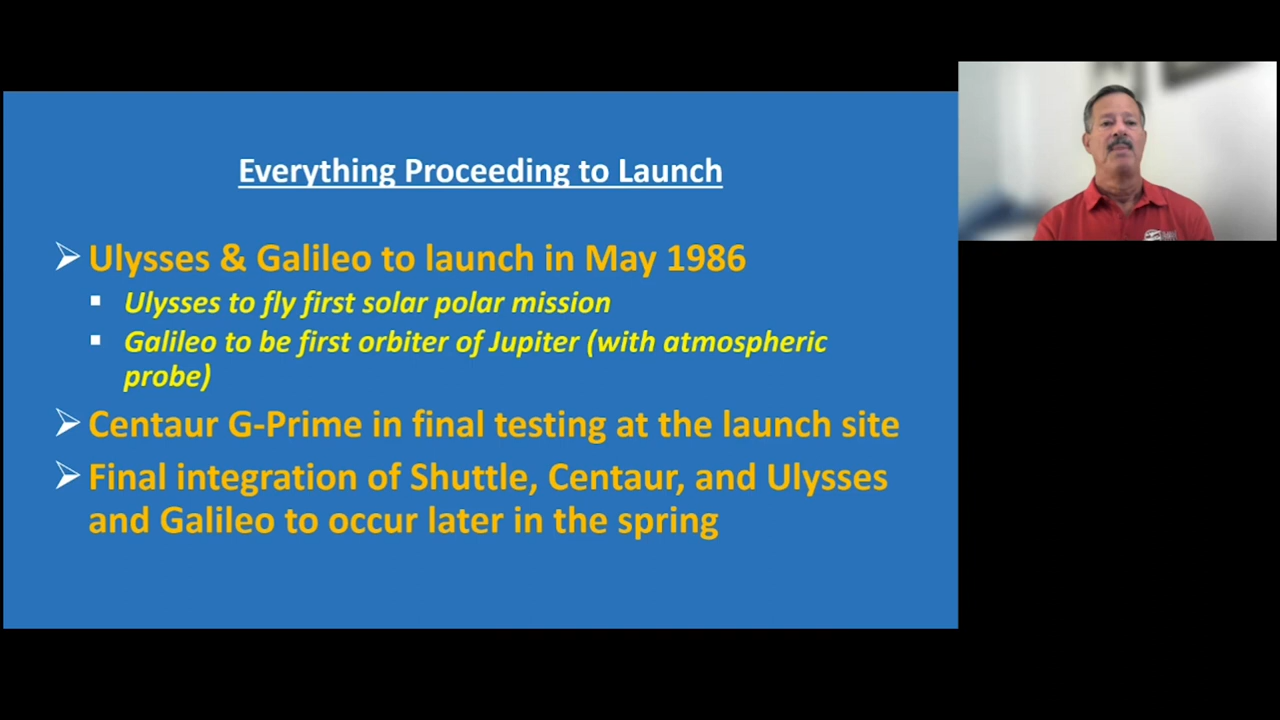 Everything Proceeding to Launch
Ulysses & Galileo to launch in May 1986
Ulysses to fly first solar polar mission
Galileo to be first orbiter of Jupiter (with atmospheric
probe)
Centaur G-Prime in final testing at the launch site
Final integration of Shuttle, Centaur, and Ulysses
and Galileo to occur later in the spring